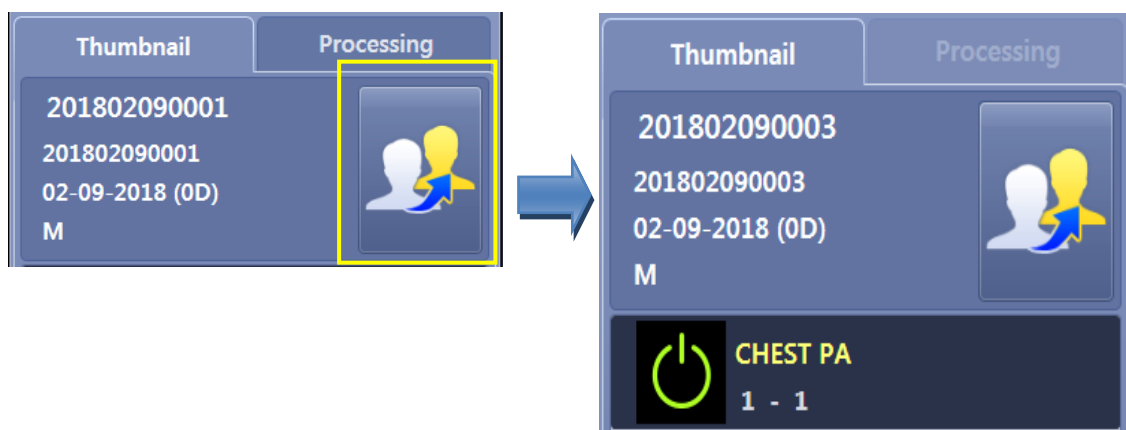 Thumbnail Processing
201802090001
201802090001
02-09-2018 (0D)
M
Thumbnail Processing
201802090003
201802090003
02-09-2018 (0D)
M
CHEST PA
1 - 1